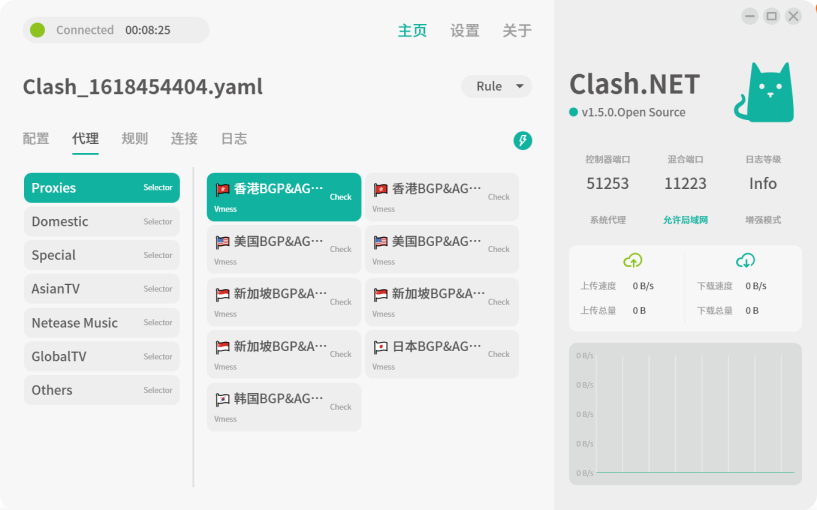 Connected 00:08:25
主页 设置 关于
Clash_1618454404.yaml
Rule
配置 代理 规则 连接 日志
Proxies Selector
Domestic Selector
Special Selector
AsianTV Selector
Netease Music Selector
GlobalTV Selector
Others Selector
香港BGP&AG··· Check
Vmess
香港BGP&AG··· Check
Vmess
美国BGP&AG··· Check
Vmess
美国BGP&AG··· Check
Vmess
新加坡BGP&A··· Check
Vmess
新加坡BGP&A··· Check
Vmess
新加坡BGP&A··· Check
Vmess
日本BGP&AG··· Check
Vmess
韩国BGP&AG··· Check
Vmess
Clash.NET
v1.5.0.Open Source
控制器端口 混合端口 日志等级
51253 11223 Info
系统代理 允许局域网 增强模式
上传速度 0 B/s 下载速度 0 B/s
上传总量 0 B 下载总量 0 B
0 B/s
0 B/s
0 B/s
0 B/s
0 B/s